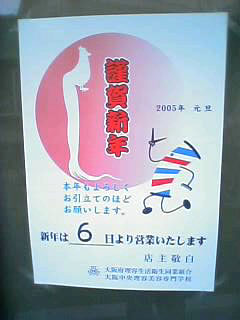 謹賀新年
2005年 元旦
本年もよろしく
お引立てのほど
お願いします。
新年は 6 日より営業いたします
店主敬白
大阪府理容生活衛生同業組合
大阪中央理容美容専門学校